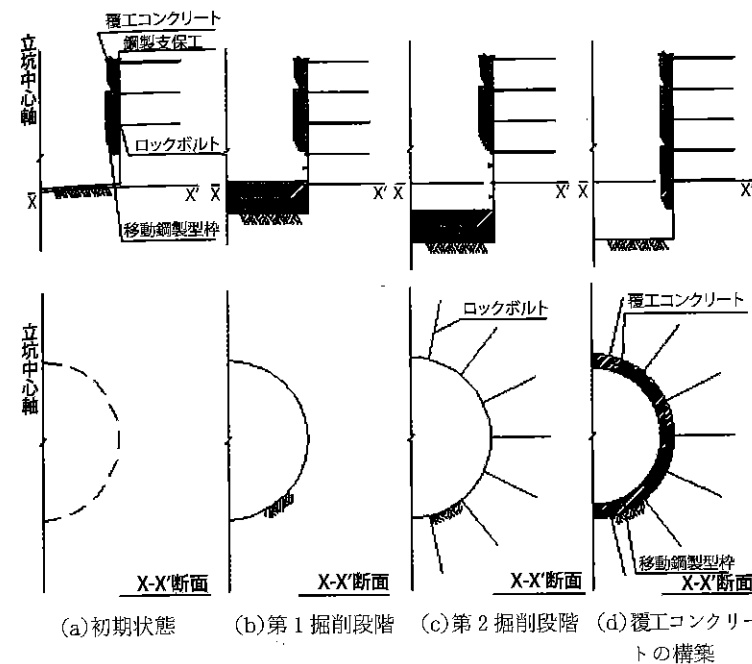 覆工コンクリート
鋼製支保工
立坑中心軸
ロックボルト
X
X'
X
X'
X
X'
X
X'
移動鋼製型枠
立坑中心軸
ロックボルト
覆工コンクリート
移動鋼製型枠
X-X'断面
X-X'断面
X-X'断面
X-X'断面
(a)初期状態
(b)第1掘削段階
(c)第2掘削段階
(d)覆工コンクリー
トの構築